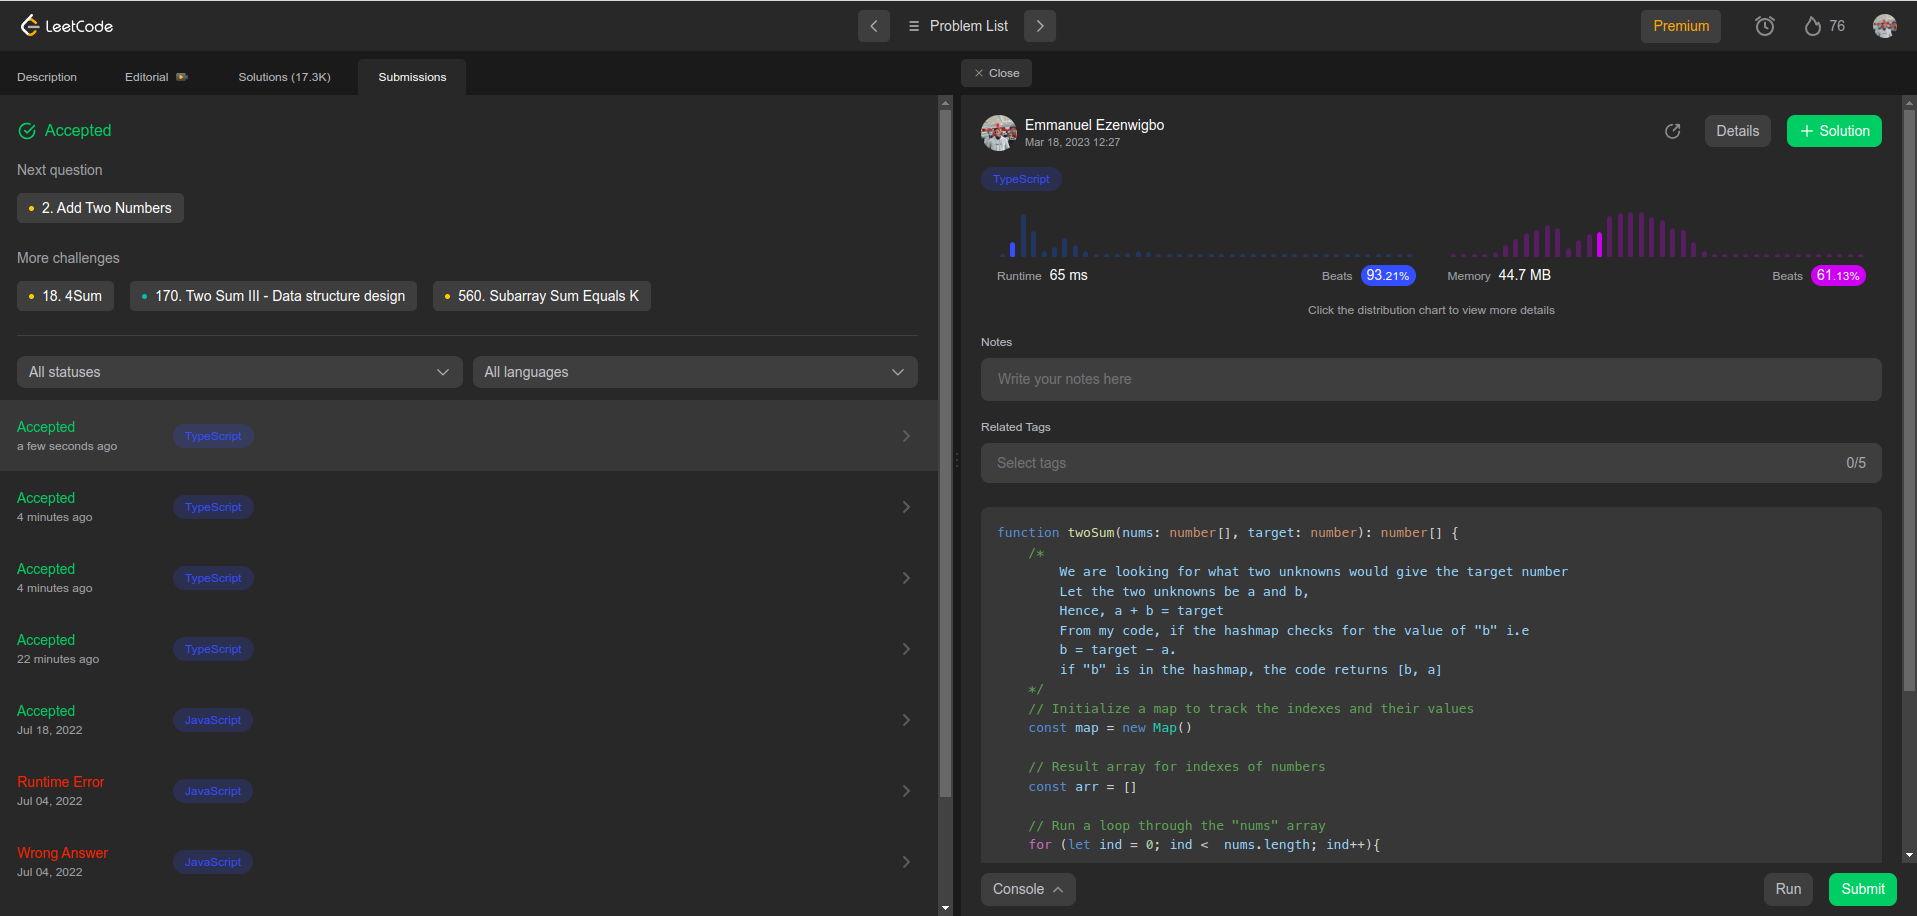 LeetCode
Problem List
Premium
76
Description
Editorial
Solutions (17.3K)
Submissions
Close
Accepted
Next question
2. Add Two Numbers
More challenges
18. 4Sum
170. Two Sum III - Data structure design
560. Subarray Sum Equals K
All statuses
All languages
Accepted
a few seconds ago
TypeScript
Accepted
4 minutes ago
TypeScript
Accepted
4 minutes ago
TypeScript
Accepted
22 minutes ago
TypeScript
Accepted
Jul 18, 2022
JavaScript
Runtime Error
Jul 04, 2022
JavaScript
Wrong Answer
Jul 04, 2022
JavaScript
Emmanuel Ezenwigbo
Mar 18, 2023 12:27
Details
+ Solution
TypeScript
Runtime 65 ms
Beats 93.21%
Memory 44.7 MB
Beats 61.13%
Click the distribution chart to view more details
Notes
Write your notes here
Related Tags
Select tags
0/5
function twoSum(nums: number[], target: number): number[] {
/*
We are looking for what two unknowns would give the target number
Let the two unknowns be a and b,
Hence, a + b = target
From my code, if the hashmap checks for the value of "b" i.e
b = target - a.
if "b" is in the hashmap, the code returns [b, a]
*/
// Initialize a map to track the indexes and their values
const map = new Map()
// Result array for indexes of numbers
const arr = []
// Run a loop through the "nums" array
for (let ind = 0; ind <  nums.length; ind++){
Console
Run
Submit